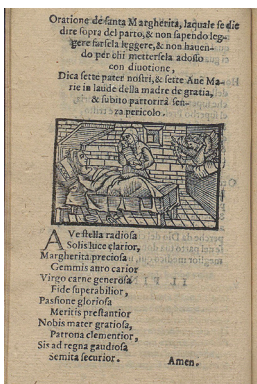 Oratione de santa Margherita, laquale se die
dire sopra del parto, & non sapendo leg-
gere farsela leggere, & non hauen-
do per chi mettersela adosso
con diuotione,
Dica sette pater nostri, & sette Aue Ma-
rie in laude della madre de gratia,
& subito partorirà sen-
za pericolo.
AVe stella radiosa
Solis luce clarior,
Margherita preciosa
Gemmis auro carior
Virgo carne generosa
Fide superabilior,
Passione gloriosa
Meritis prestantior
Nobis mater gratiosa,
Patrona clementior,
Sis ad regna gaudiosa
Semita securior. Amen.